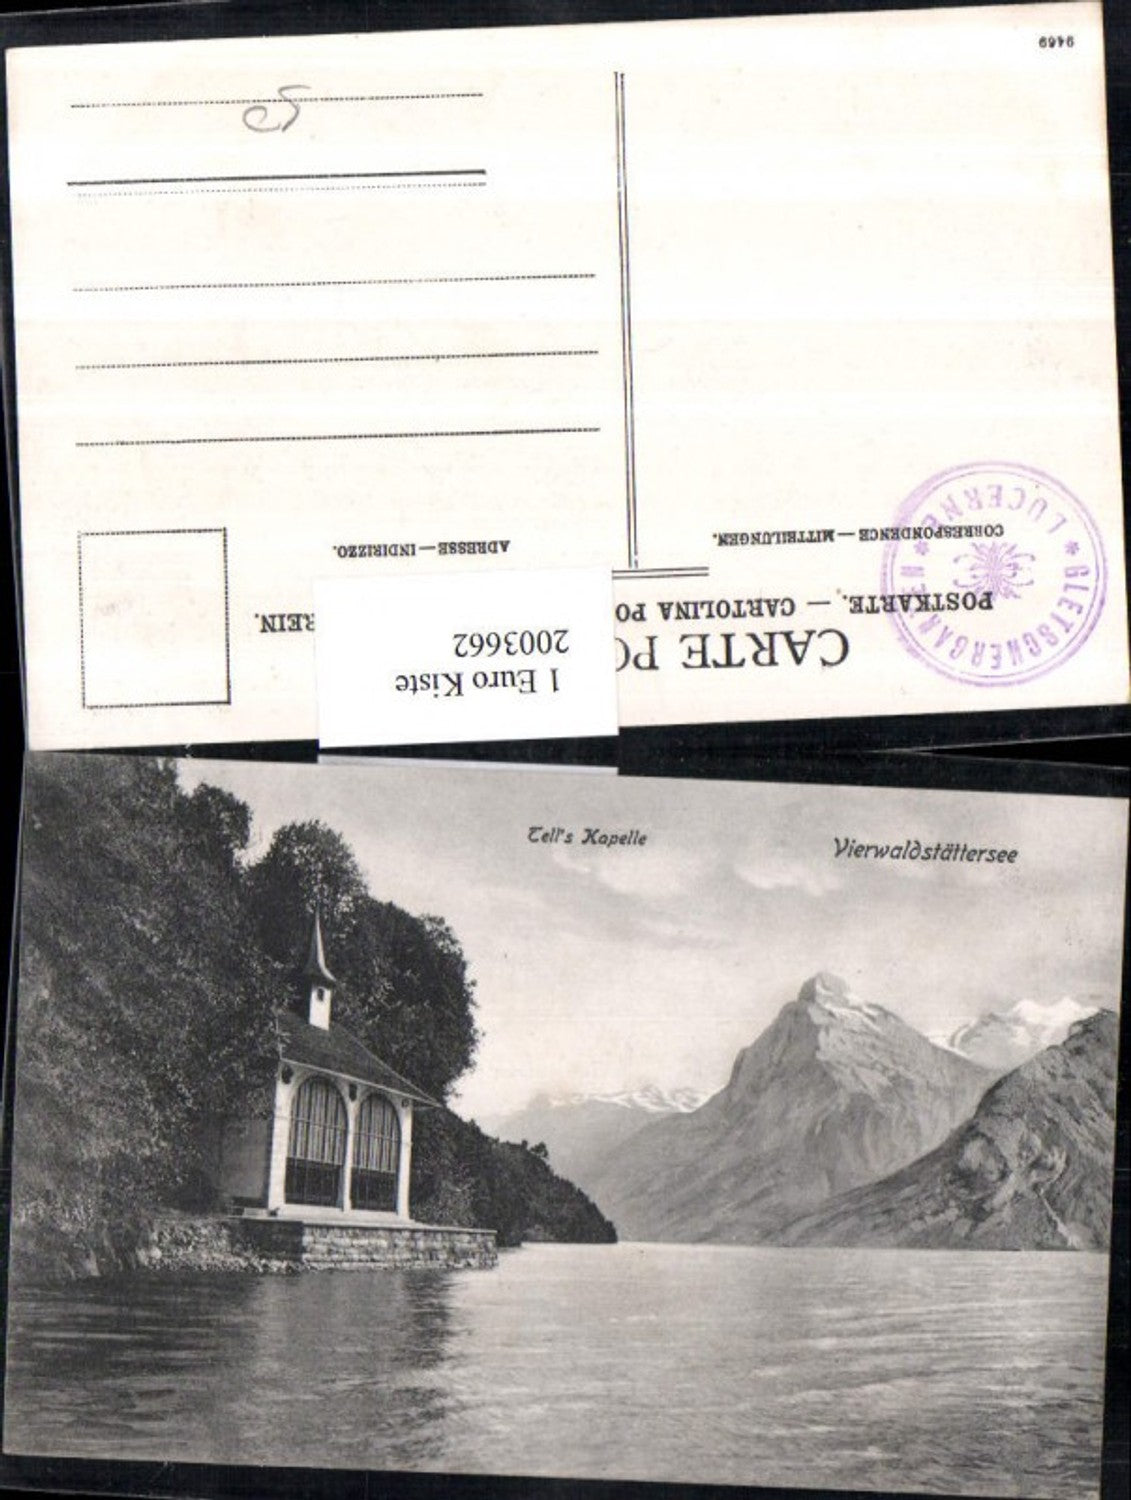 CARTE PO
POSTKARTE. — CARTOLINA PO
REIN.
CORRESPONDENCE — MITTEILUNGEN.
ADRESSE — INDIRIZZO.
* GLETSCHERGARTEN * LUCERNE
1 Euro Kiste
2003662
9469
Tell's Kapelle
Vierwaldstättersee